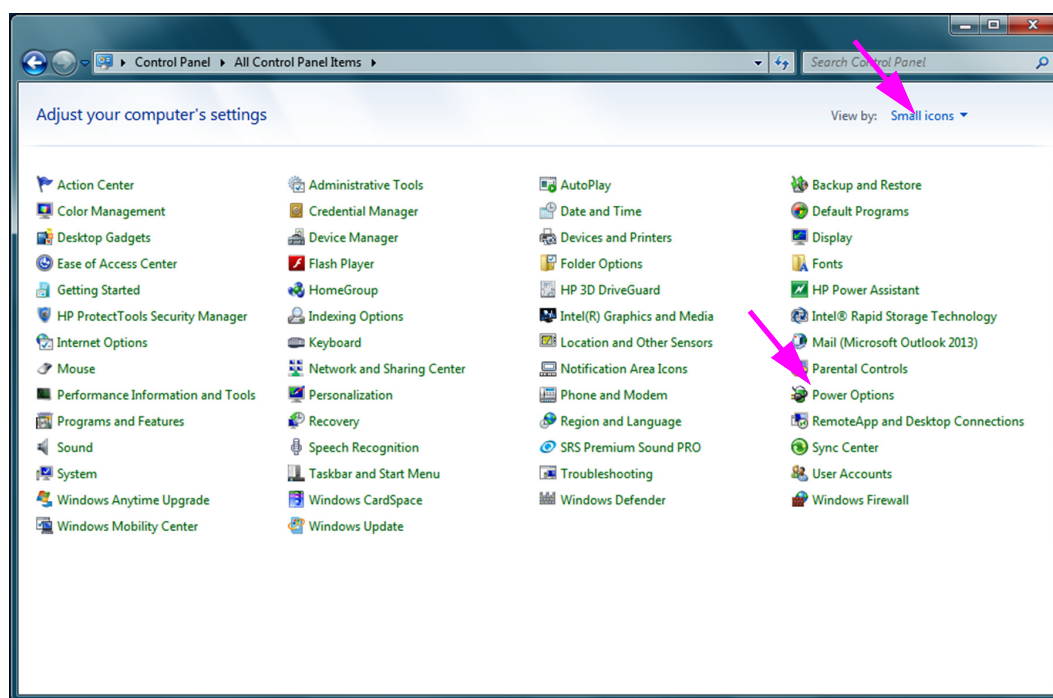 Control Panel ▸ All Control Panel Items ▸ Search Control Panel
Adjust your computer's settings View by: Small icons
Action Center Administrative Tools AutoPlay Backup and Restore
Color Management Credential Manager Date and Time Default Programs
Desktop Gadgets Device Manager Devices and Printers Display
Ease of Access Center Flash Player Folder Options Fonts
Getting Started HomeGroup HP 3D DriveGuard HP Power Assistant
HP ProtectTools Security Manager Indexing Options Intel(R) Graphics and Media Intel® Rapid Storage Technology
Internet Options Keyboard Location and Other Sensors Mail (Microsoft Outlook 2013)
Mouse Network and Sharing Center Notification Area Icons Parental Controls
Performance Information and Tools Personalization Phone and Modem Power Options
Programs and Features Recovery Region and Language RemoteApp and Desktop Connections
Sound Speech Recognition SRS Premium Sound PRO Sync Center
System Taskbar and Start Menu Troubleshooting User Accounts
Windows Anytime Upgrade Windows CardSpace Windows Defender Windows Firewall
Windows Mobility Center Windows Update